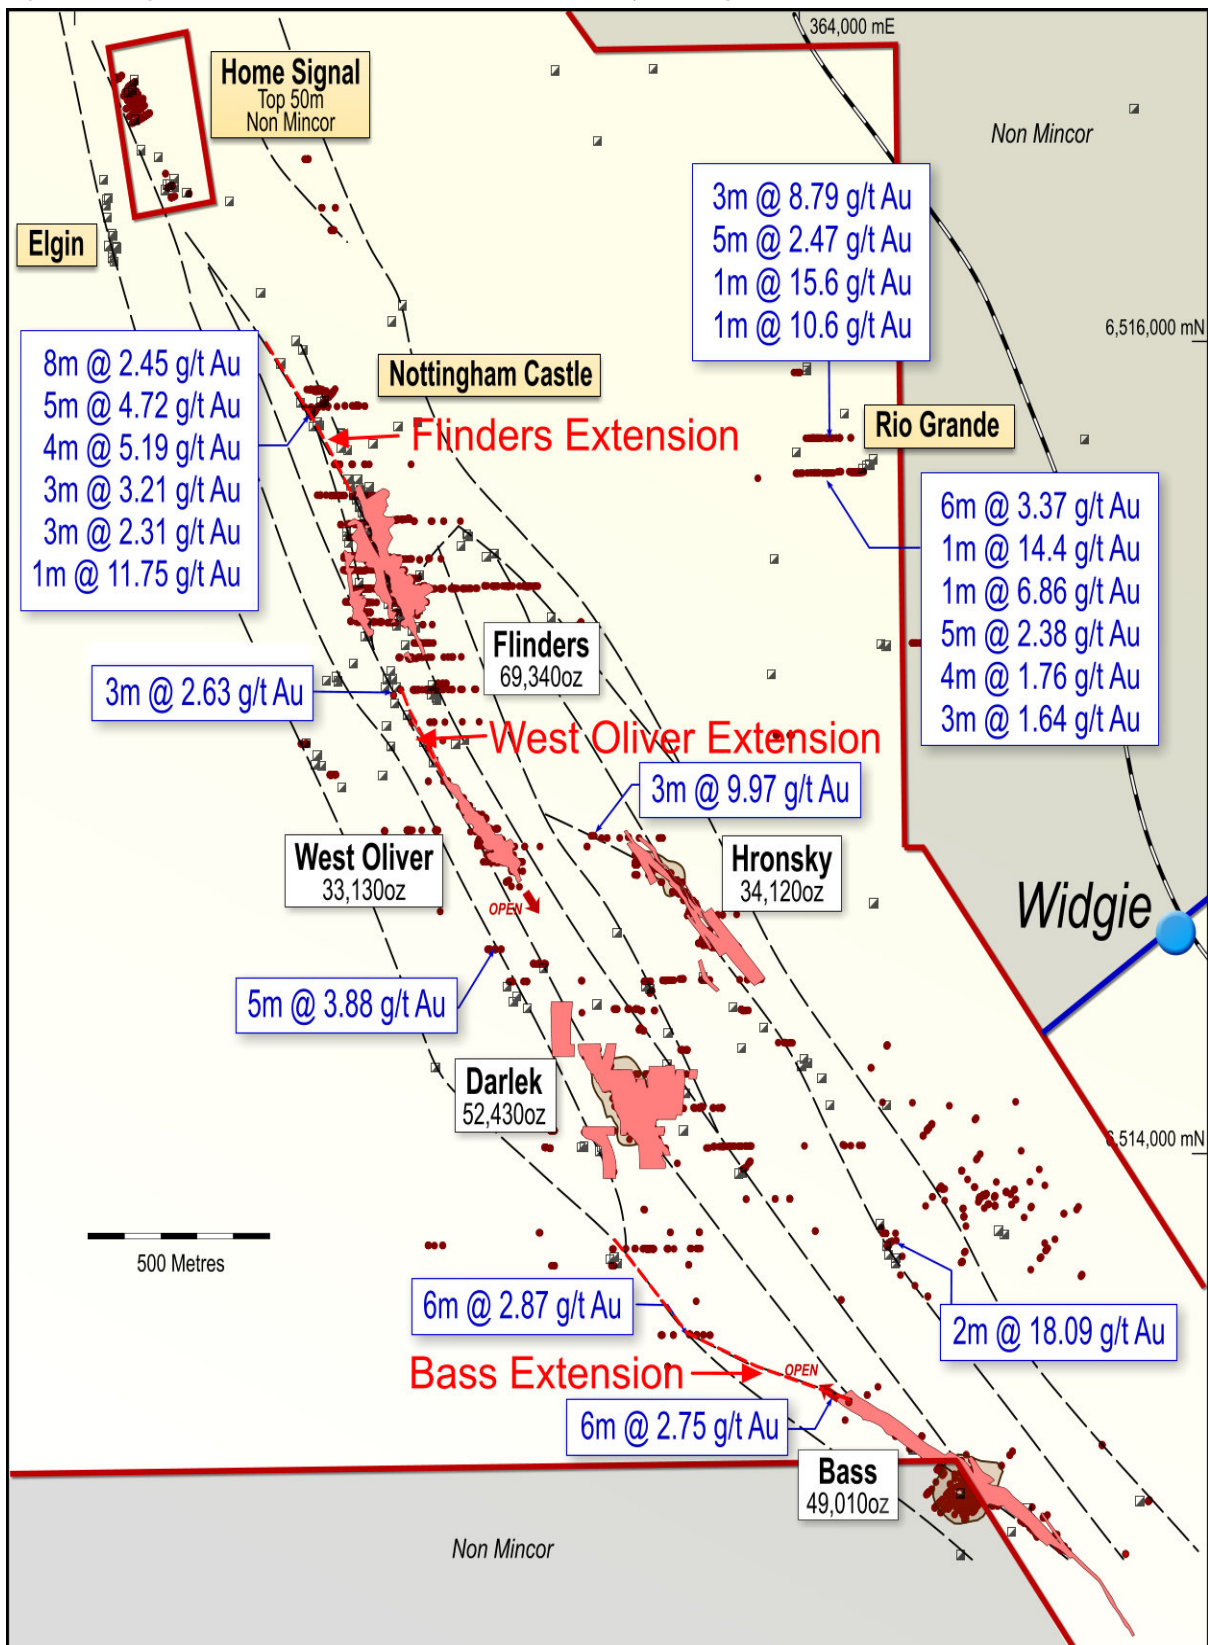 364,000 mE
Home Signal
Top 50m
Non Mincor
Non Mincor
3m @ 8.79 g/t Au
5m @ 2.47 g/t Au
1m @ 15.6 g/t Au
1m @ 10.6 g/t Au
Elgin
6,516,000 mN
8m @ 2.45 g/t Au
5m @ 4.72 g/t Au
4m @ 5.19 g/t Au
3m @ 3.21 g/t Au
3m @ 2.31 g/t Au
1m @ 11.75 g/t Au
Nottingham Castle
Flinders Extension
Rio Grande
6m @ 3.37 g/t Au
1m @ 14.4 g/t Au
1m @ 6.86 g/t Au
5m @ 2.38 g/t Au
4m @ 1.76 g/t Au
3m @ 1.64 g/t Au
Flinders
69,340oz
3m @ 2.63 g/t Au
West Oliver Extension
3m @ 9.97 g/t Au
West Oliver
33,130oz
Hronsky
34,120oz
OPEN
Widgie
5m @ 3.88 g/t Au
Darlek
52,430oz
6,514,000 mN
500 Metres
6m @ 2.87 g/t Au
2m @ 18.09 g/t Au
Bass Extension
OPEN
6m @ 2.75 g/t Au
Bass
49,010oz
Non Mincor